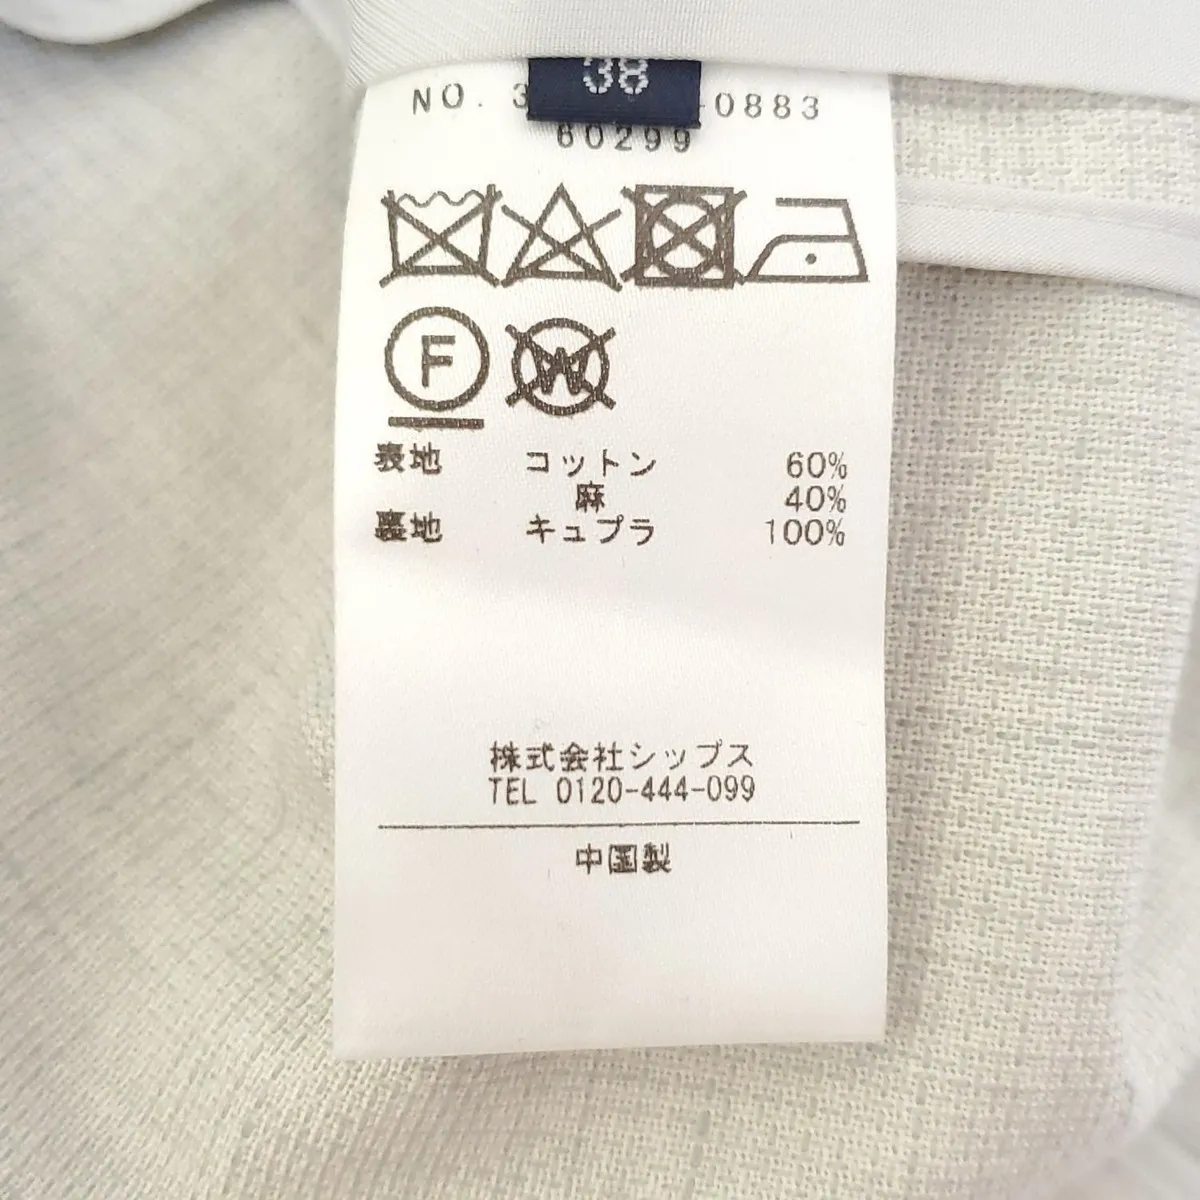 38
NO. 3 -0883
60299
F
W
表地 コットン 60%
麻 40%
裏地 キュプラ 100%
株式会社シップス
TEL 0120-444-099
中国製